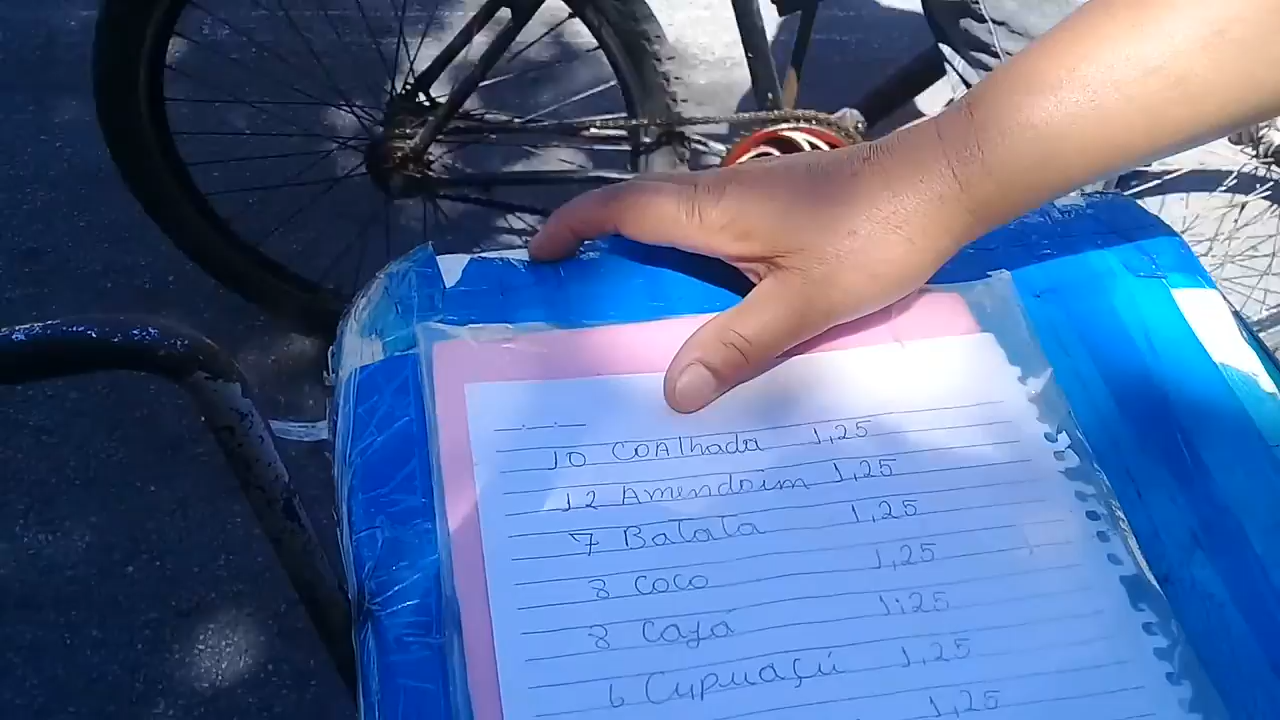 10 COAlhada 1,25
12 Amendoim 1,25
7 Batata 1,25
8 Coco 1,25
8 Cajá 1,25
6 Cupuaçú 1,25
1,25